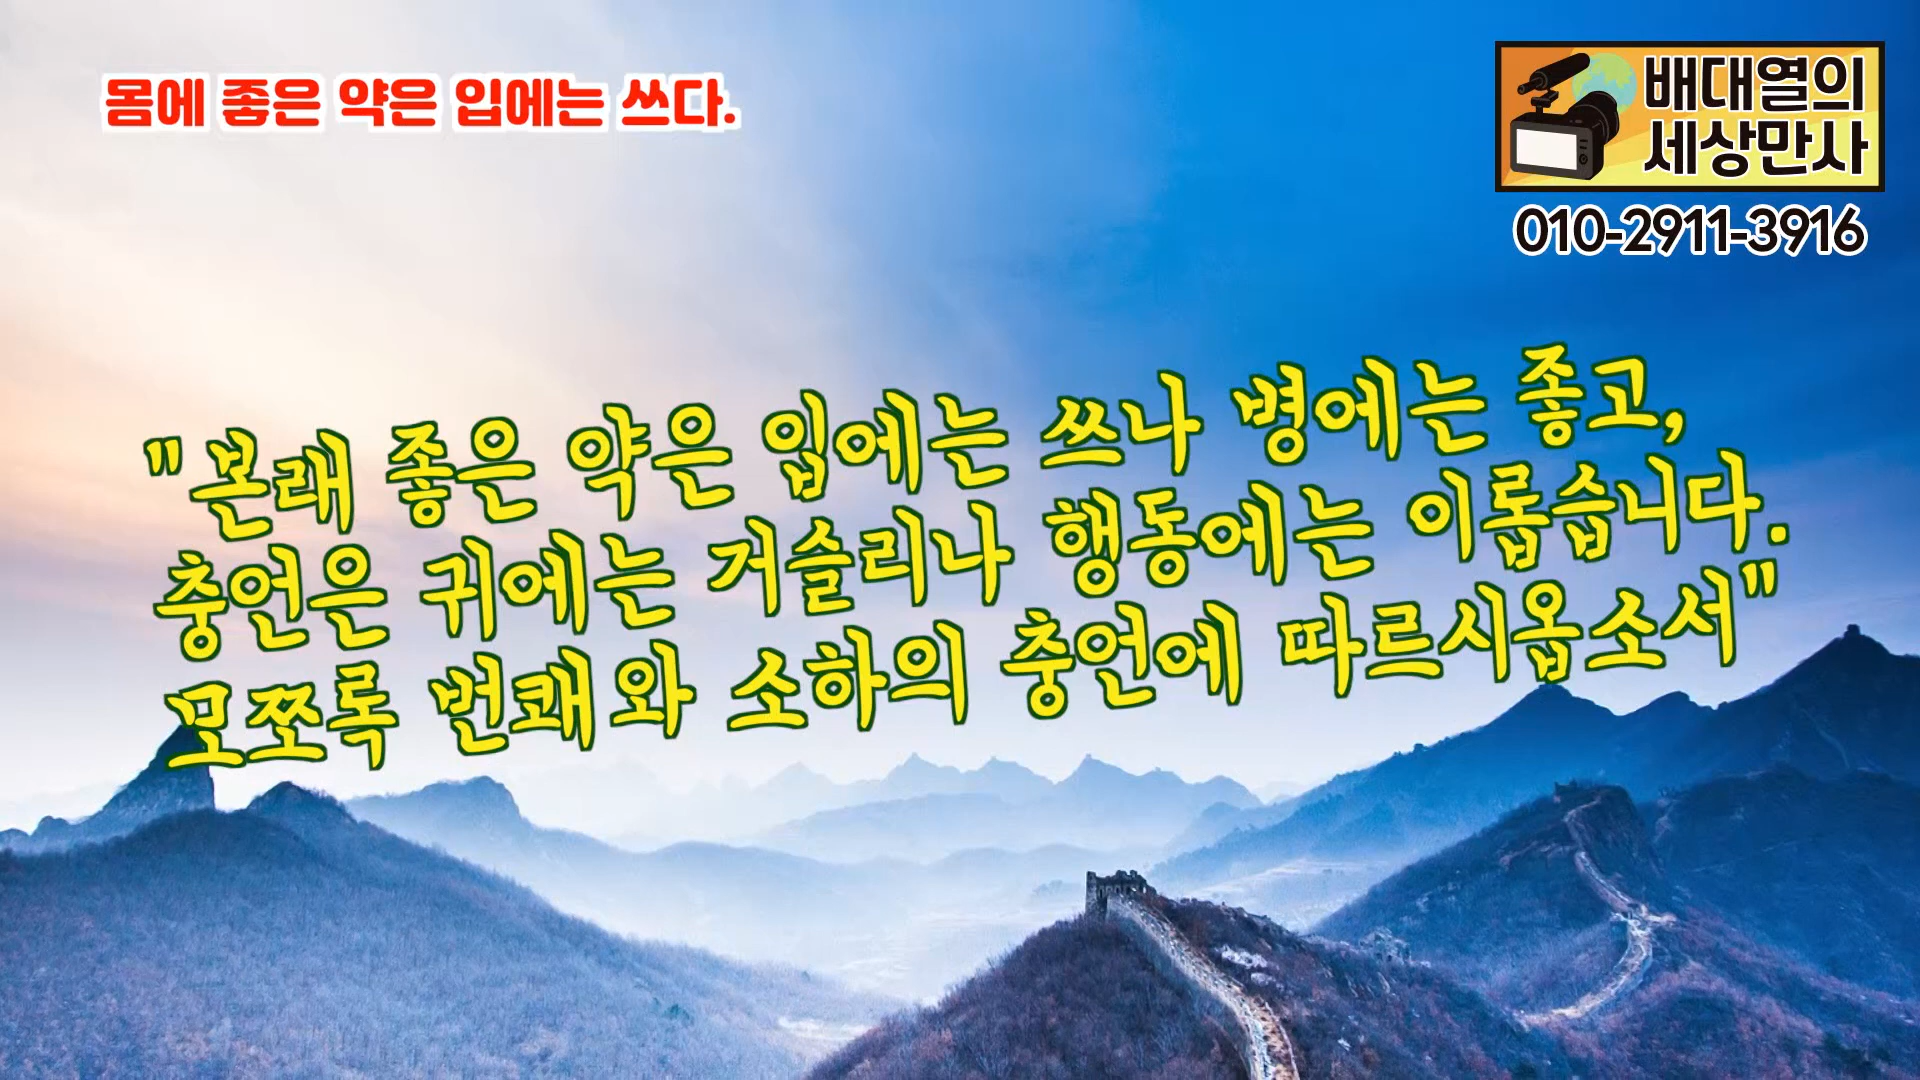 몸에 좋은 약은 입에는 쓰다.
배대열의
세상만사
010-2911-3916
"본래 좋은 약은 입에는 쓰나 병에는 좋고,
충언은 귀에는 거슬리나 행동에는 이롭습니다.
모쪼록 번쾌와 소하의 충언에 따르시옵소서"